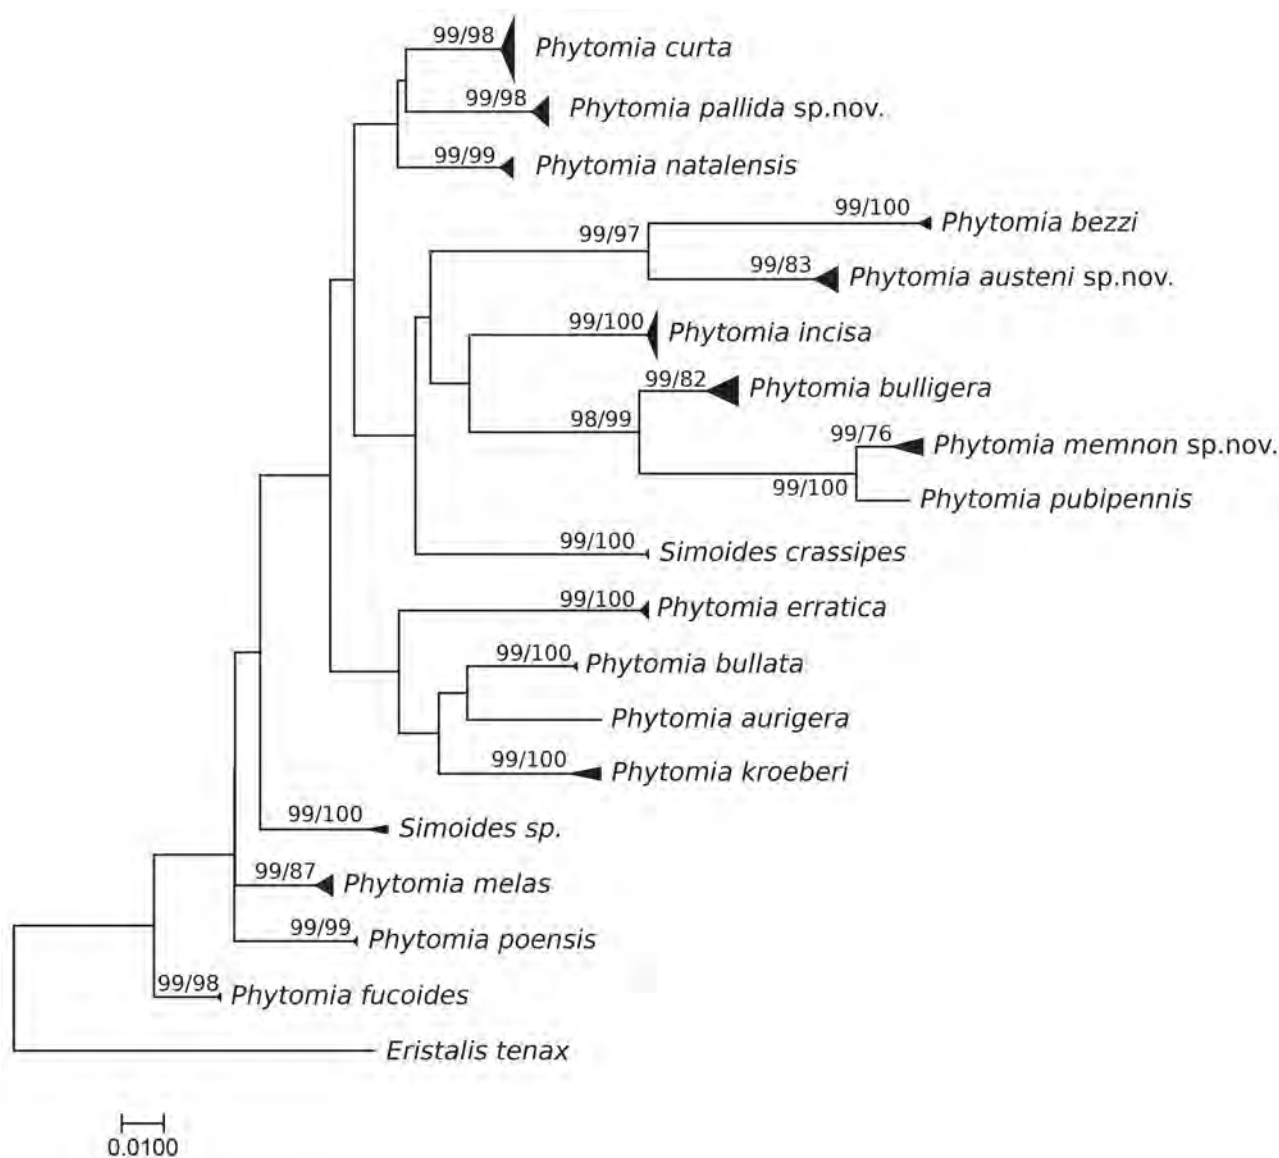 99/98 Phytomia curta
99/98 Phytomia pallida sp.nov.
99/99 Phytomia natalensis
99/100 Phytomia bezzi
99/97
99/83 Phytomia austeni sp.nov.
99/100 Phytomia incisa
99/82 Phytomia bulligera
98/99
99/76 Phytomia memnon sp.nov.
99/100
Phytomia pubipennis
99/100 Simoides crassipes
99/100 Phytomia erratica
99/100 Phytomia bullata
Phytomia aurigera
99/100 Phytomia kroeberi
99/100 Simoides sp.
99/87 Phytomia melas
99/99 Phytomia poensis
99/98 Phytomia fucoides
Eristalis tenax
0.0100